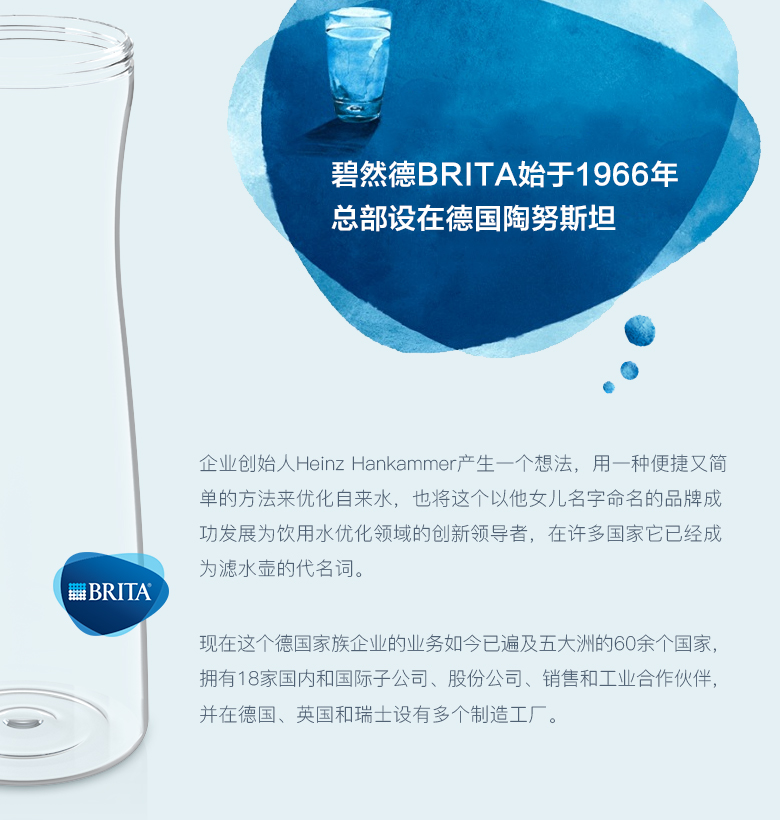 碧然德BRITA始于1966年
总部设在德国陶努斯坦
企业创始人Heinz Hankammer产生一个想法，用一种便捷又简
单的方法来优化自来水，也将这个以他女儿名字命名的品牌成
功发展为饮用水优化领域的创新领导者，在许多国家它已经成
为滤水壶的代名词。
BRITA®
现在这个德国家族企业的业务如今已遍及五大洲的60余个国家，
拥有18家国内和国际子公司、股份公司、销售和工业合作伙伴，
并在德国、英国和瑞士设有多个制造工厂。